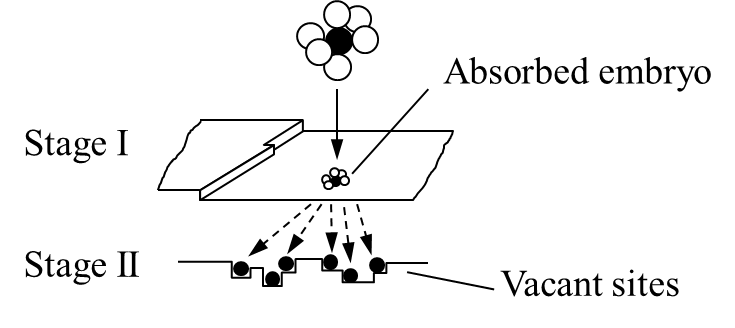 Absorbed embryo
Stage I
Stage II
Vacant sites